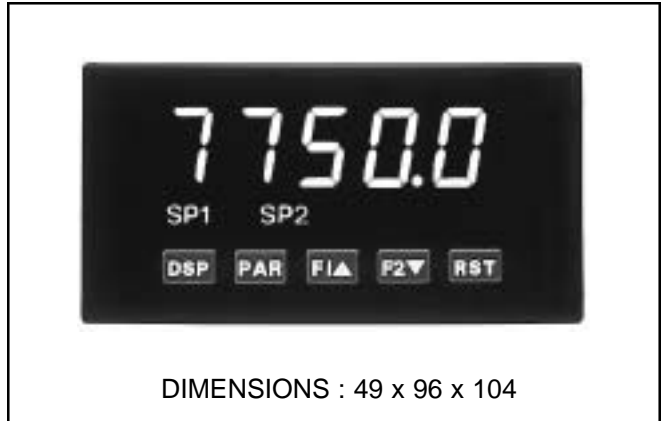 7750.0
SP1 SP2
DSP PAR F1▲ F2▼ RST
DIMENSIONS : 49 x 96 x 104